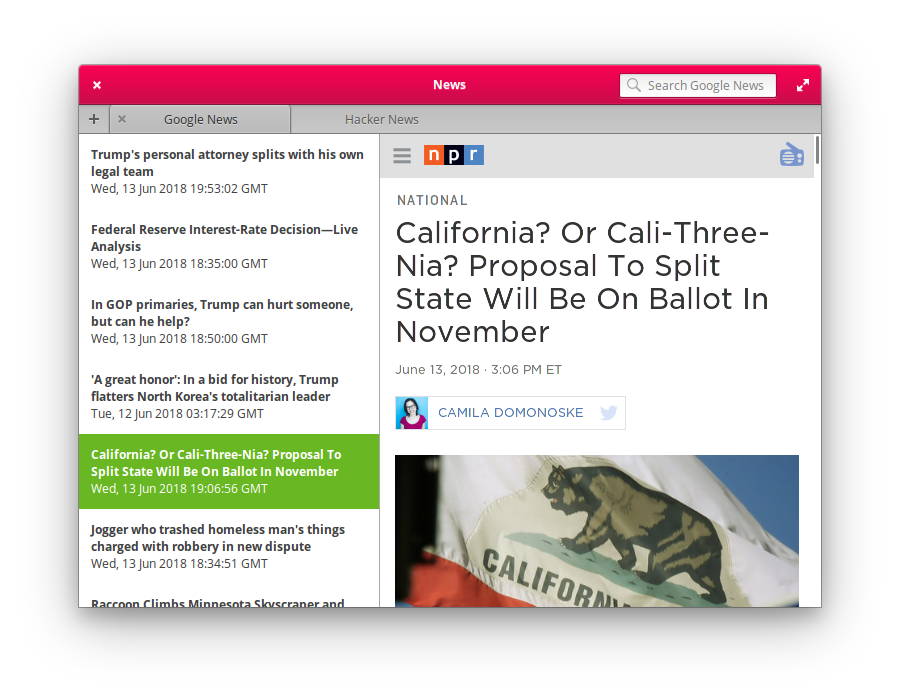 News
Search Google News
Google News
Hacker News
Trump's personal attorney splits with his own
legal team
Wed, 13 Jun 2018 19:53:02 GMT
Federal Reserve Interest-Rate Decision—Live
Analysis
Wed, 13 Jun 2018 18:35:00 GMT
In GOP primaries, Trump can hurt someone,
but can he help?
Wed, 13 Jun 2018 18:50:00 GMT
'A great honor': In a bid for history, Trump
flatters North Korea's totalitarian leader
Tue, 12 Jun 2018 03:17:29 GMT
California? Or Cali-Three-Nia? Proposal To
Split State Will Be On Ballot In November
Wed, 13 Jun 2018 19:06:56 GMT
Jogger who trashed homeless man's things
charged with robbery in new dispute
Wed, 13 Jun 2018 18:34:51 GMT
Raccoon Climbs Minnesota Skyscraper and
npr
NATIONAL
California? Or Cali-Three-
Nia? Proposal To Split
State Will Be On Ballot In
November
June 13, 2018 · 3:06 PM ET
CAMILA DOMONOSKE
CALIFORN